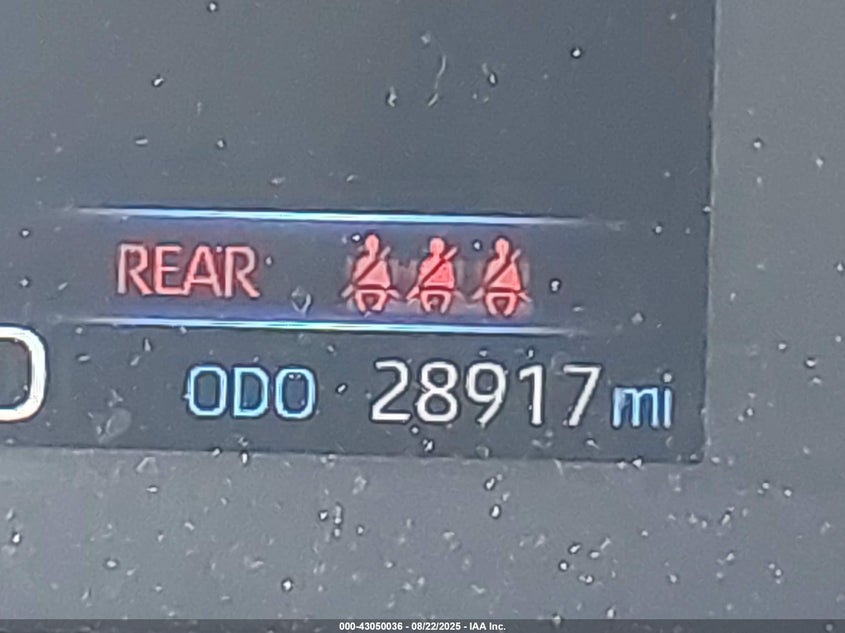 REAR
ODO 28917 mi
000-43050036 - 08/22/2025 - IAA Inc.